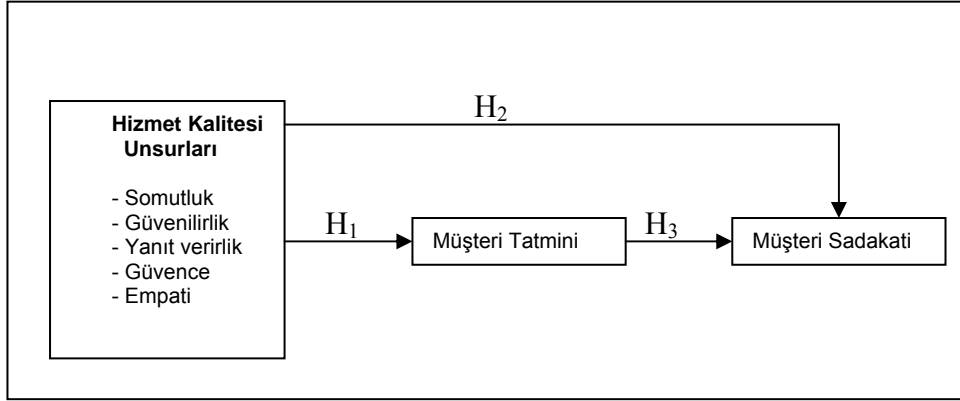 Hizmet Kalitesi
Unsurları
- Somutluk
- Güvenilirlik
- Yanıt verirlik
- Güvence
- Empati
H2
H1
Müşteri Tatmini
H3
Müşteri Sadakati